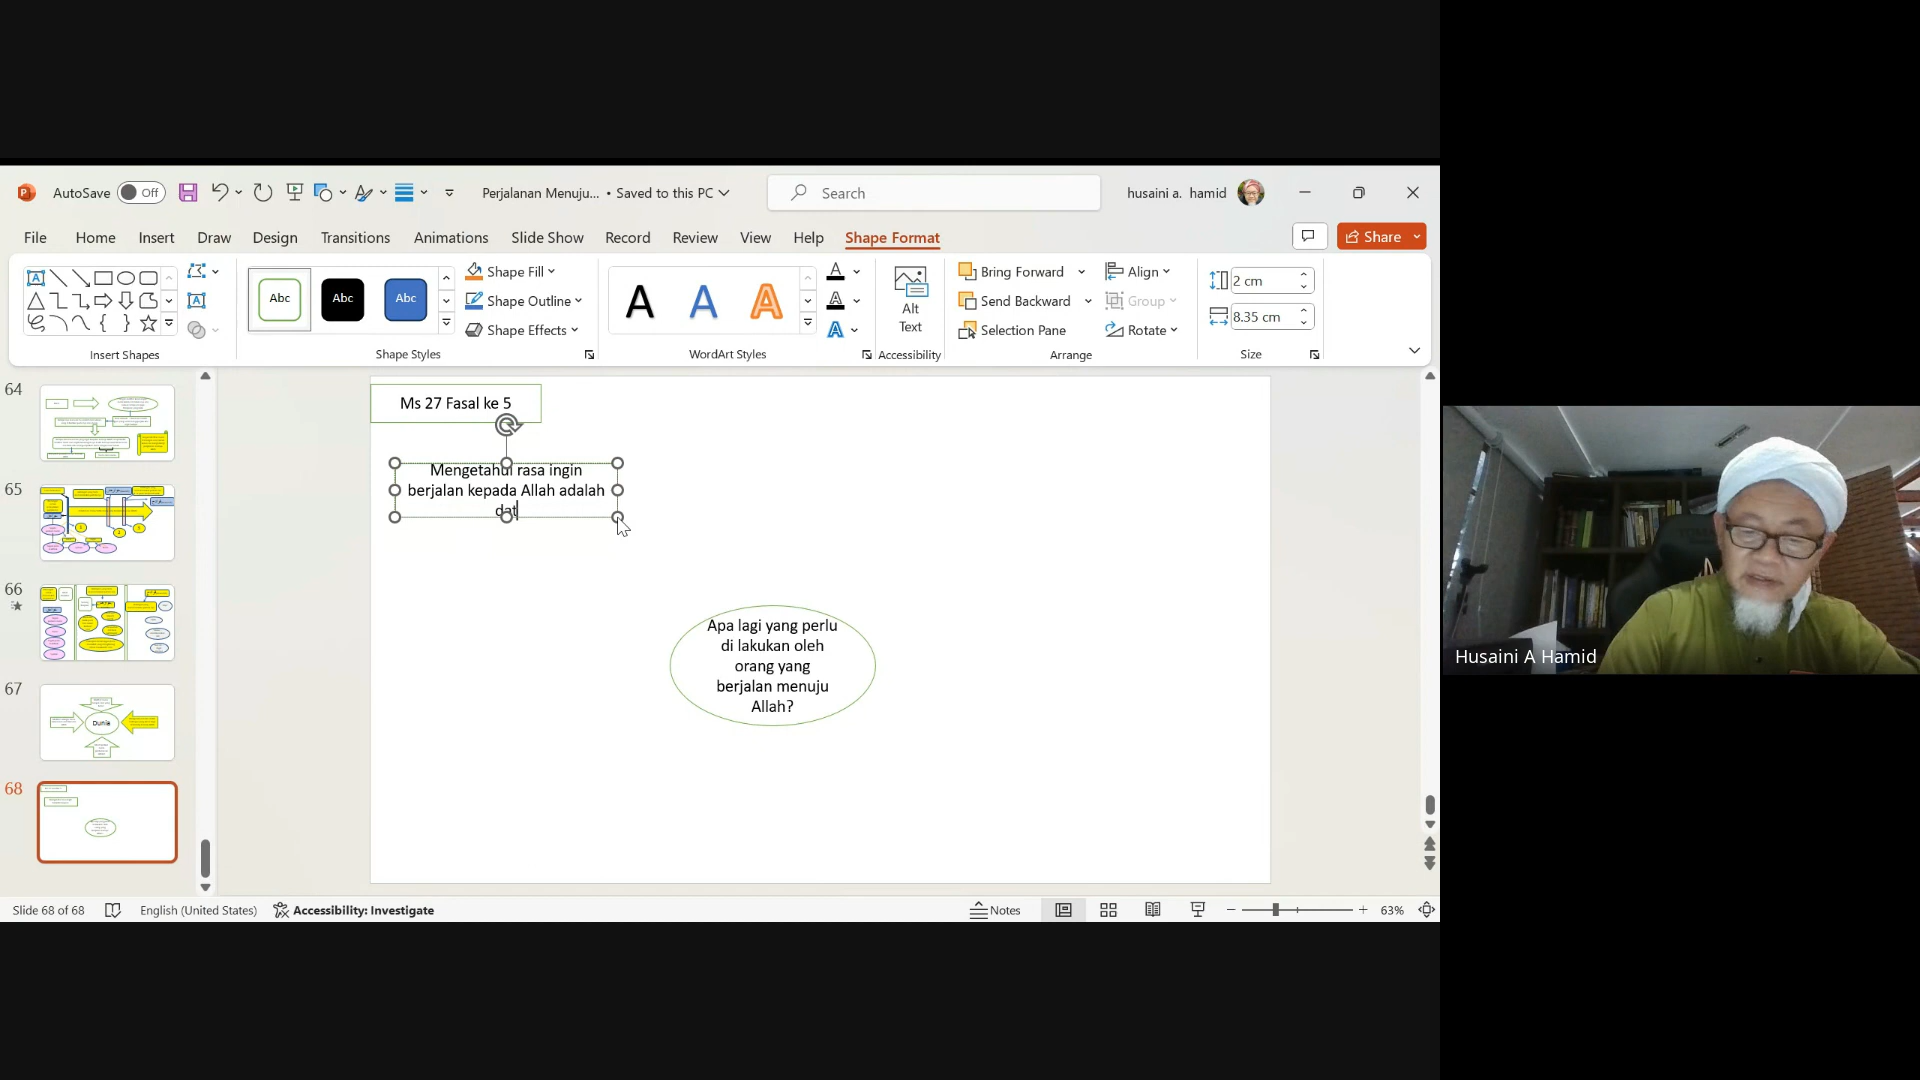 AutoSave Off
Perjalanan Menuju... • Saved to this PC
Search
husaini a. hamid
File Home Insert Draw Design Transitions Animations Slide Show Record Review View Help Shape Format
Share
Abc Abc Abc
Shape Fill
Shape Outline
Shape Effects
A A A
Alt Text
Bring Forward
Send Backward
Selection Pane
Align
Group
Rotate
2 cm
8.35 cm
Insert Shapes Shape Styles WordArt Styles Accessibility Arrange Size
64
65
66
67
Dunia
68
Ms 27 Fasal ke 5
Mengetahui rasa ingin
berjalan kepada Allah adalah
dat
Apa lagi yang perlu
di lakukan oleh
orang yang
berjalan menuju
Allah?
Husaini A Hamid
Slide 68 of 68 English (United States) Accessibility: Investigate Notes 63%